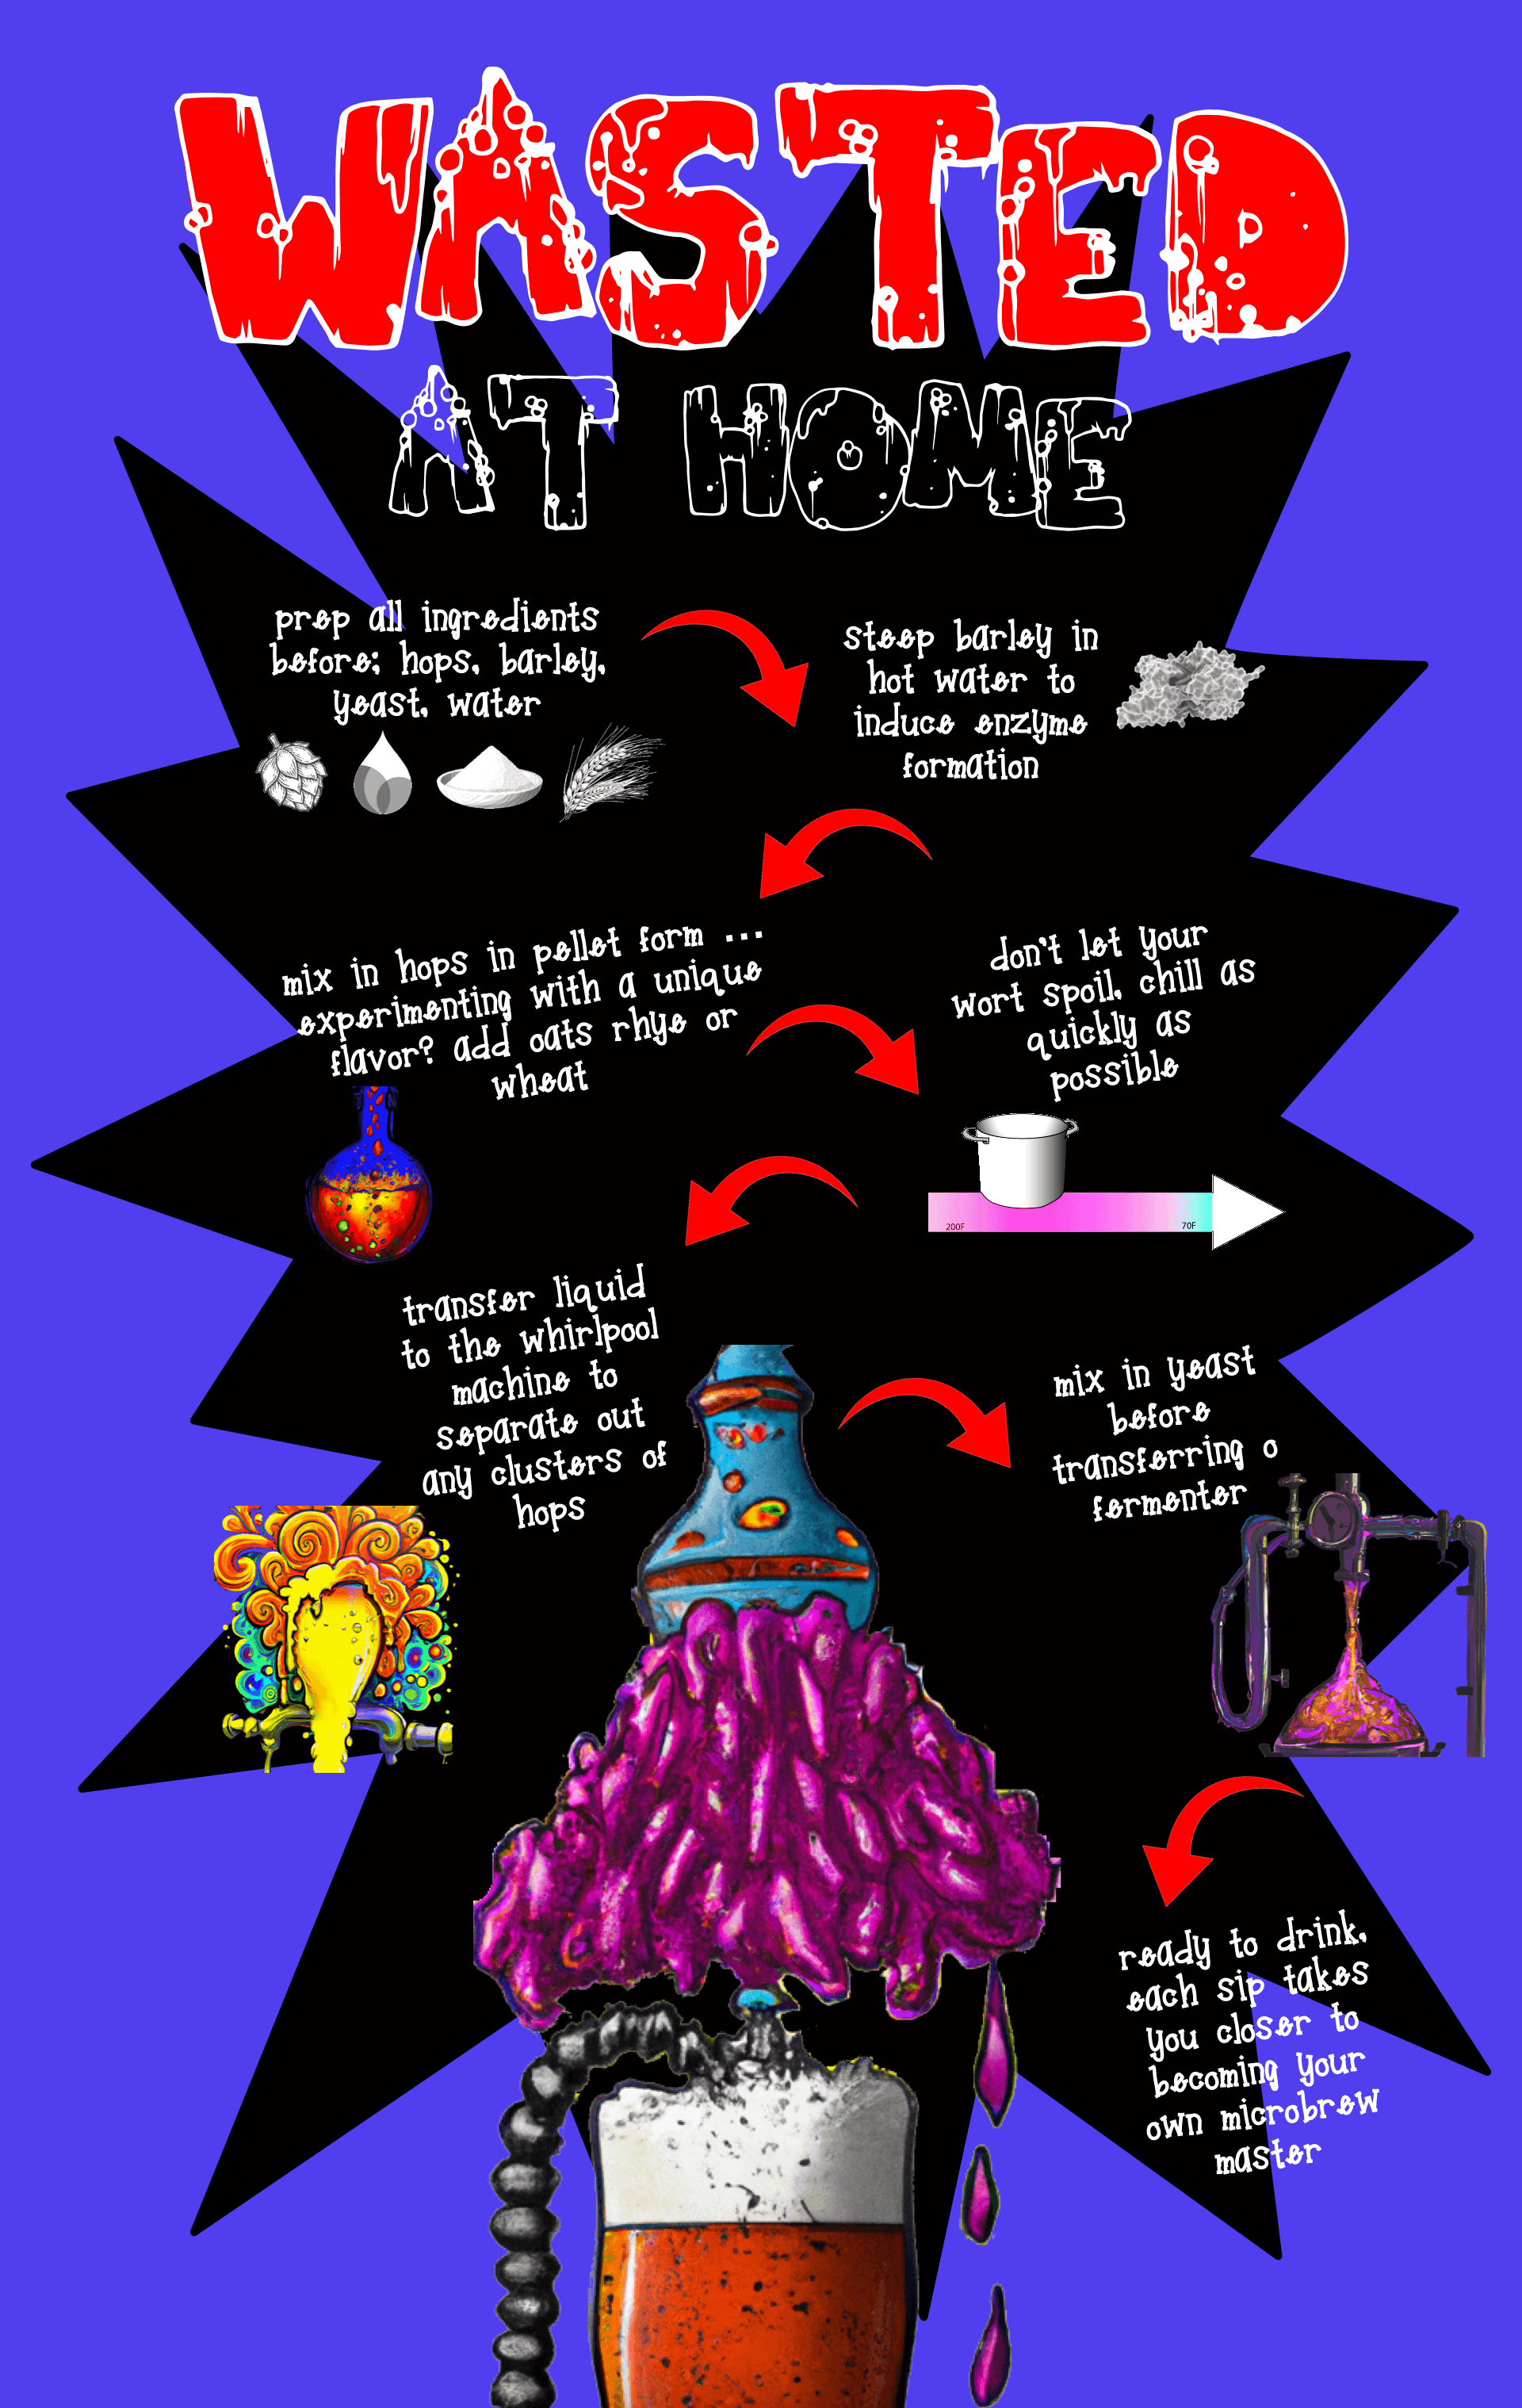 WASTED
AT HOME
prep all ingredients
before; hops, barley,
yeast, water
steep barley in
hot water to
induce enzyme
formation
mix in hops in pellet form ...
experimenting with a unique
flavor? add oats rhye or
wheat
don't let your
wort spoil, chill as
quickly as
possible
200F
70F
transfer liquid
to the whirlpool
machine to
separate out
any clusters of
hops
mix in yeast
before
transferring o
fermenter
ready to drink,
each sip takes
you closer to
becoming your
own microbrew
master